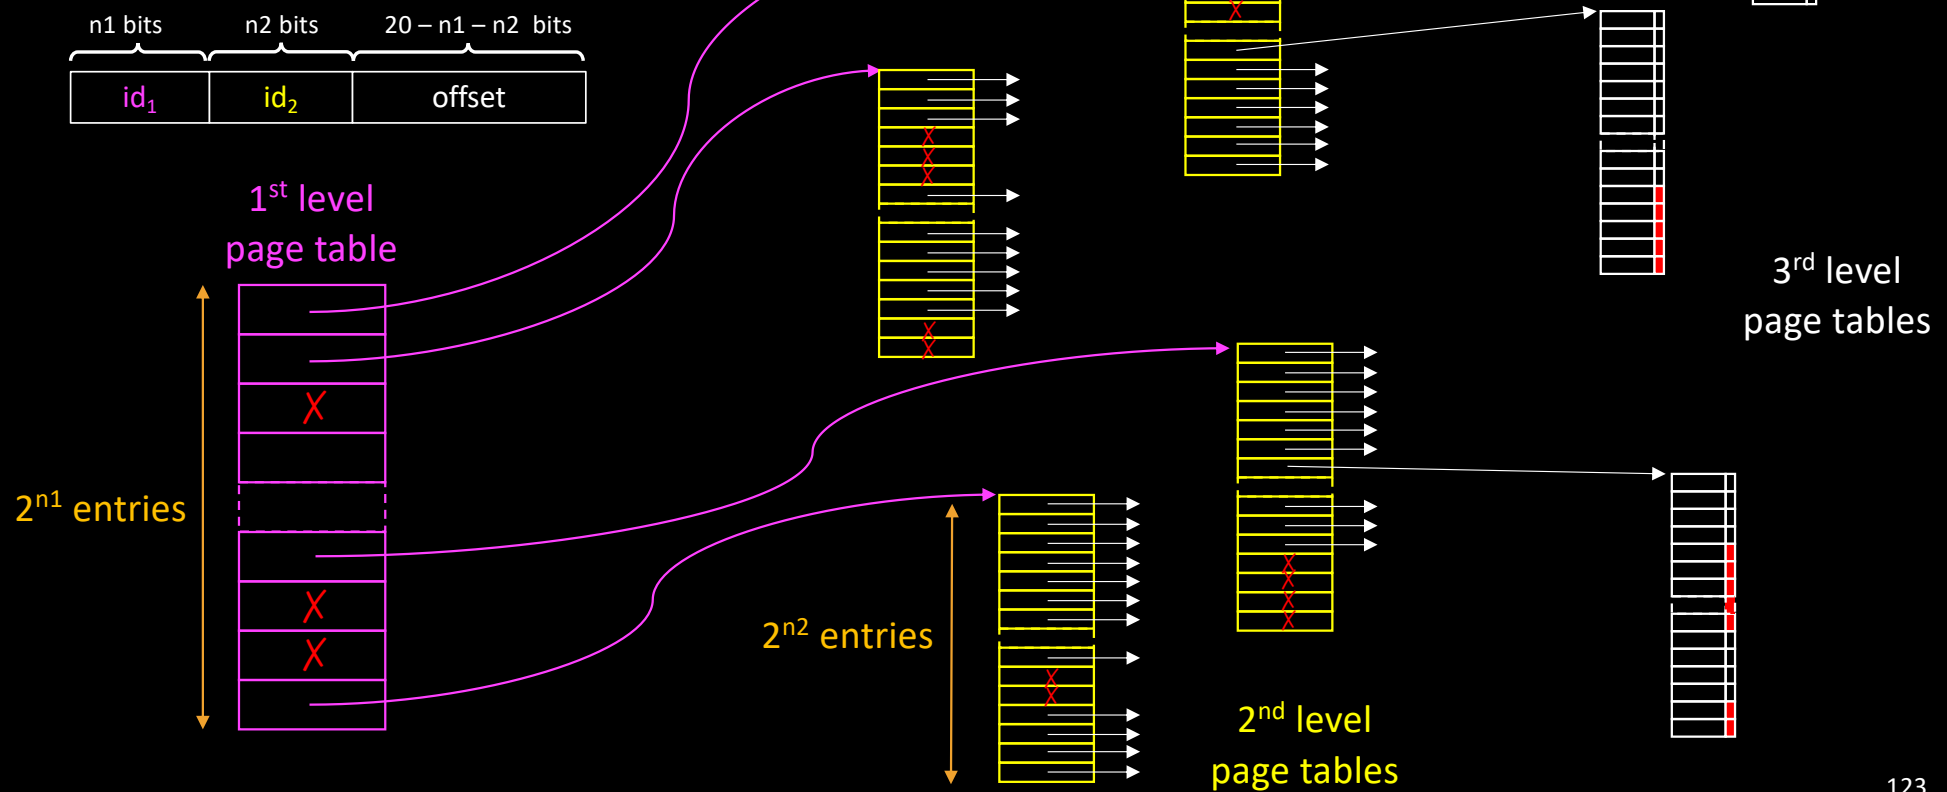 n1 bits n2 bits 20 – n1 – n2 bits
id₁ id₂ offset
1st level
page table
2n1 entries
2n2 entries
2nd level
page tables
3rd level
page tables
123